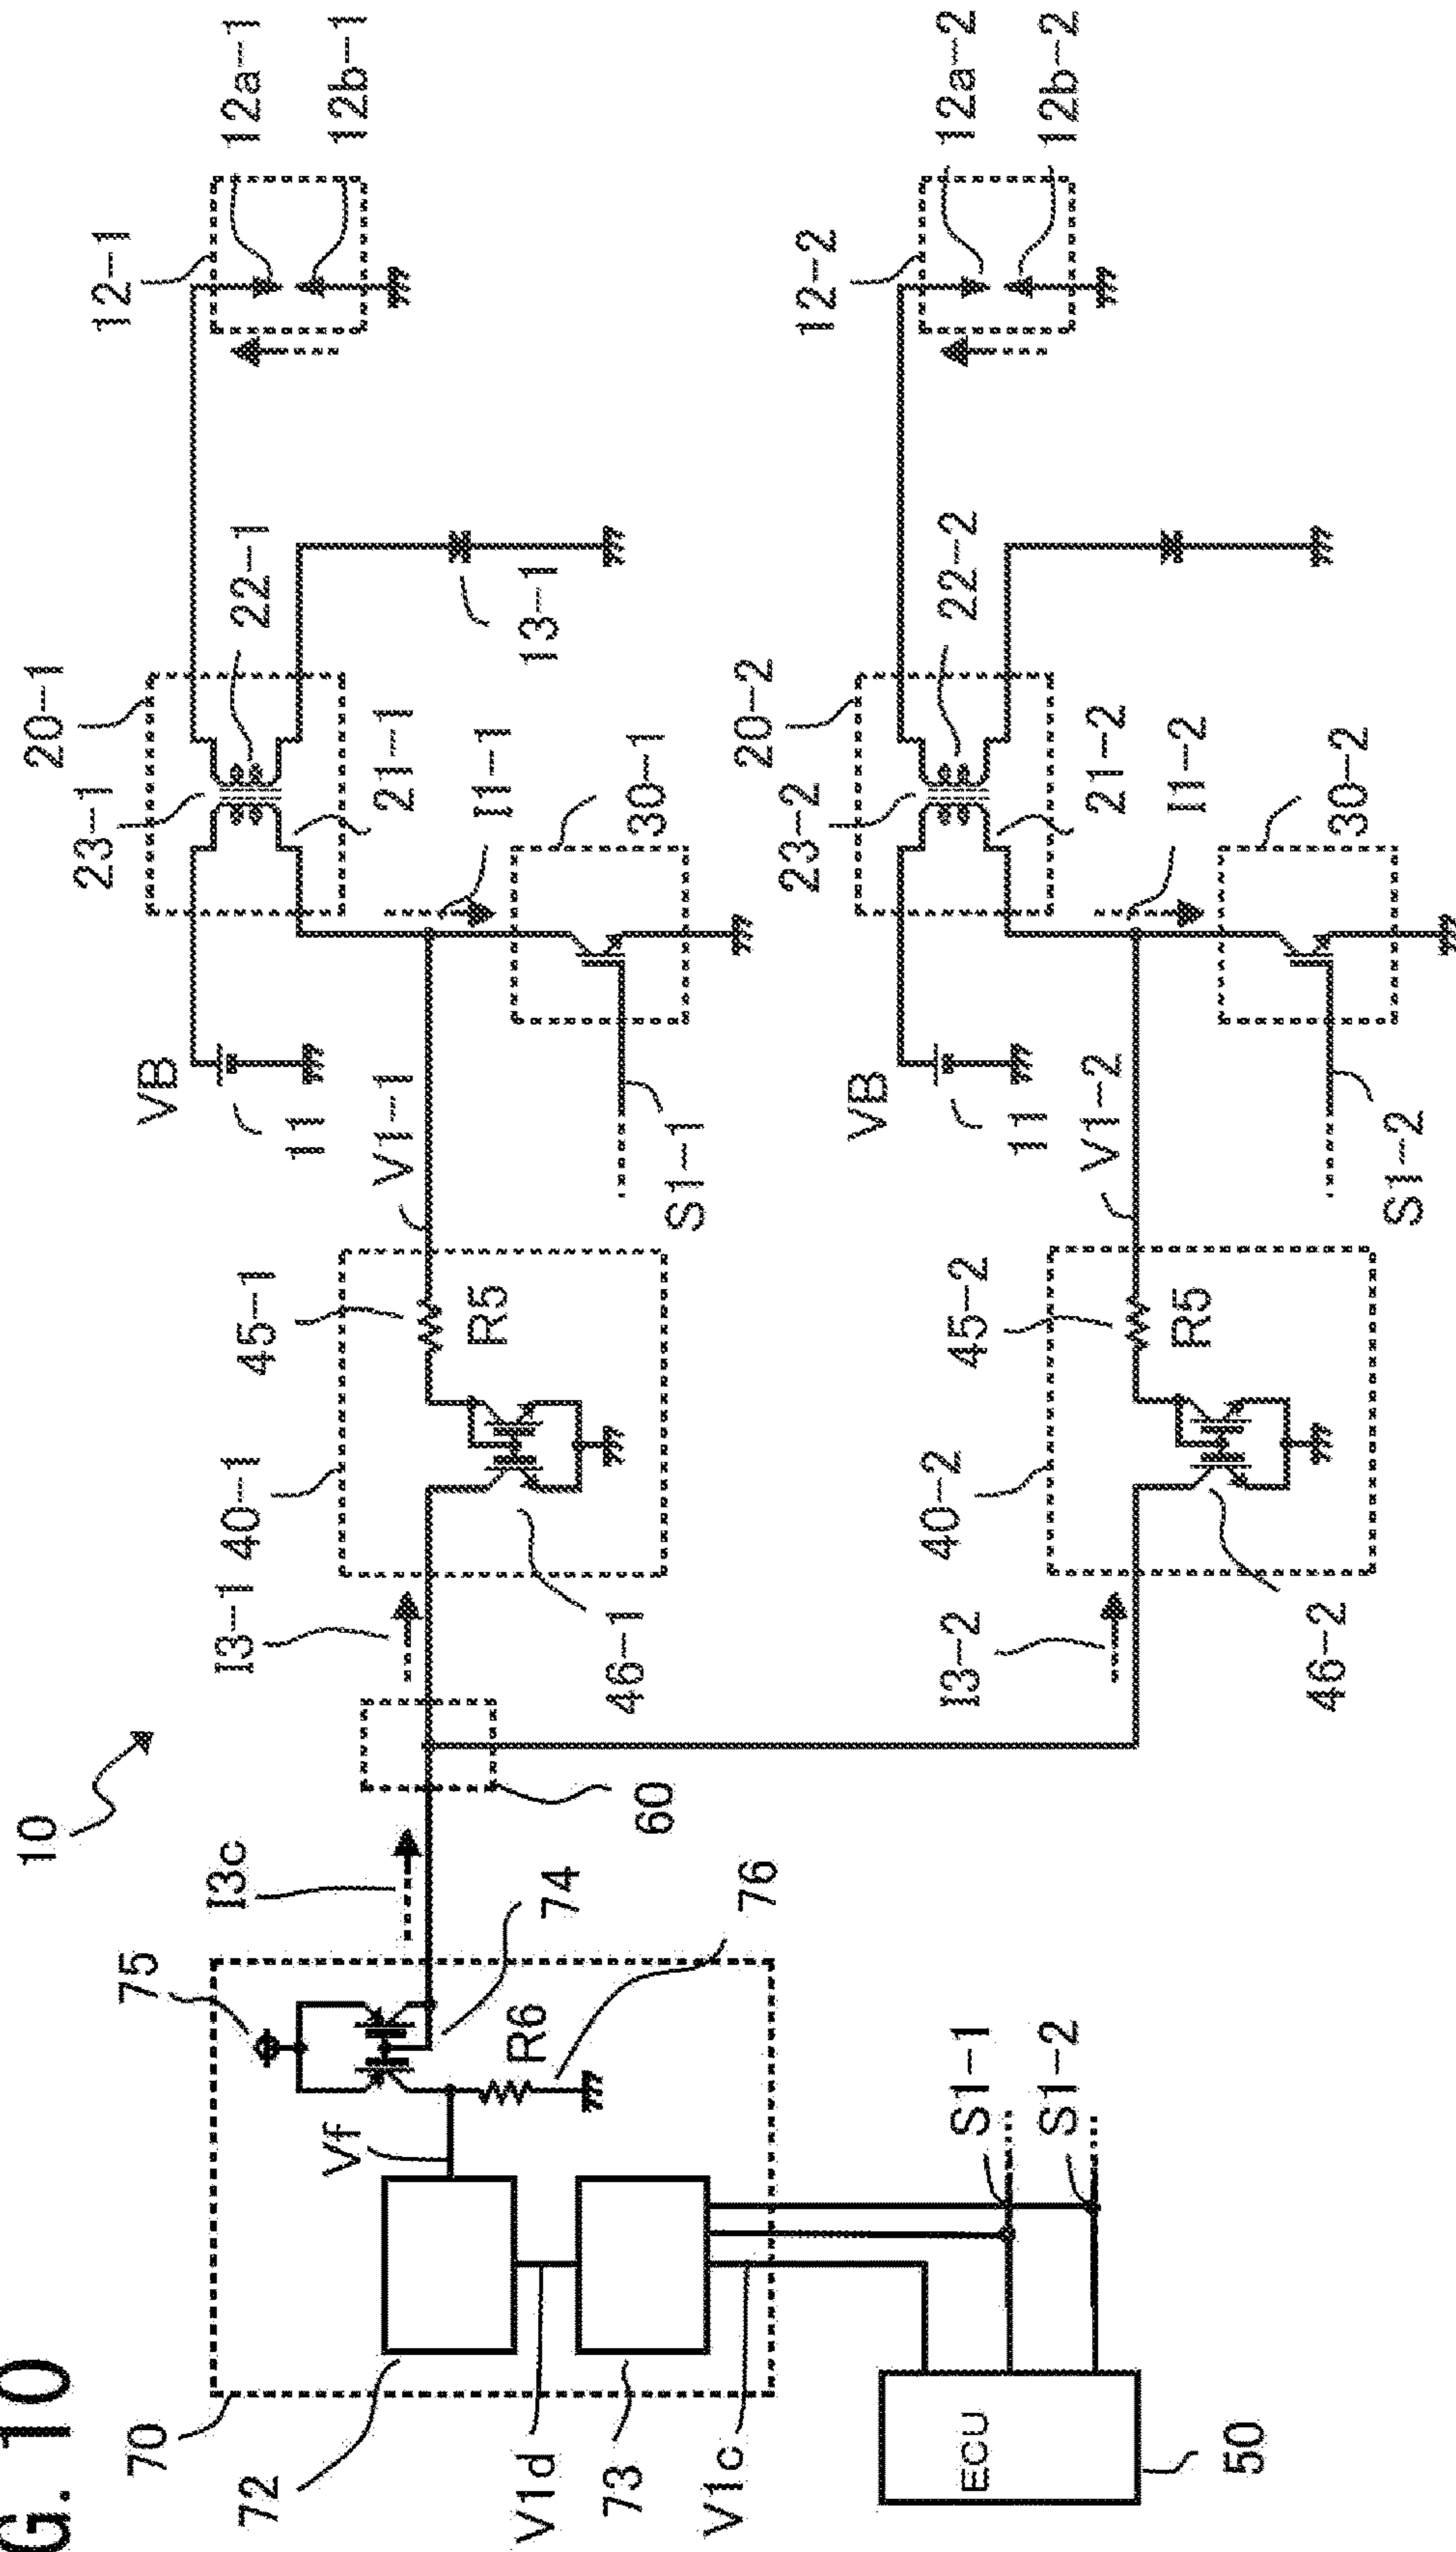 G. 10
10
70
72
V1d
73
V1c
ECU
50
Vf
75
R6
74
76
I3c
60
S1-1
S1-2
I3-1
40-1
45-1
R5
46-1
V1-1
VB
11
S1-1
23-1
20-1
22-1
21-1
I1-1
30-1
13-1
12-1
12a-1
12b-1
I3-2
40-2
45-2
R5
46-2
V1-2
VB
11
S1-2
23-2
20-2
22-2
21-2
I1-2
30-2
12-2
12a-2
12b-2